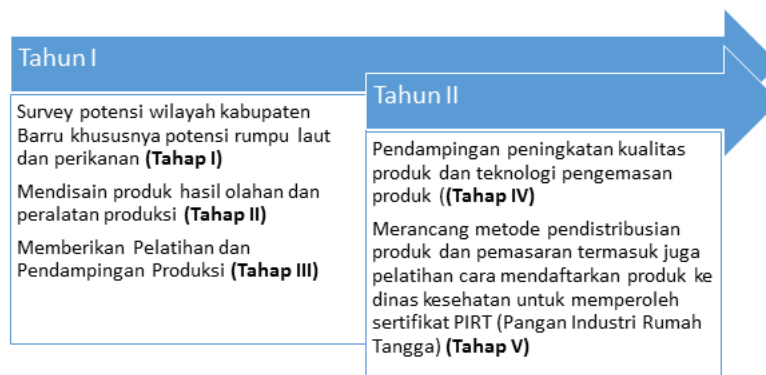 Tahun I
Survey potensi wilayah kabupaten
Barru khususnya potensi rumpu laut
dan perikanan (Tahap I)
Mendisain produk hasil olahan dan
peralatan produksi (Tahap II)
Memberikan Pelatihan dan
Pendampingan Produksi (Tahap III)
Tahun II
Pendampingan peningkatan kualitas
produk dan teknologi pengemasan
produk ((Tahap IV)
Merancang metode pendistribusian
produk dan pemasaran termasuk juga
pelatihan cara mendaftarkan produk ke
dinas kesehatan untuk memperoleh
sertifikat PIRT (Pangan Industri Rumah
Tangga) (Tahap V)